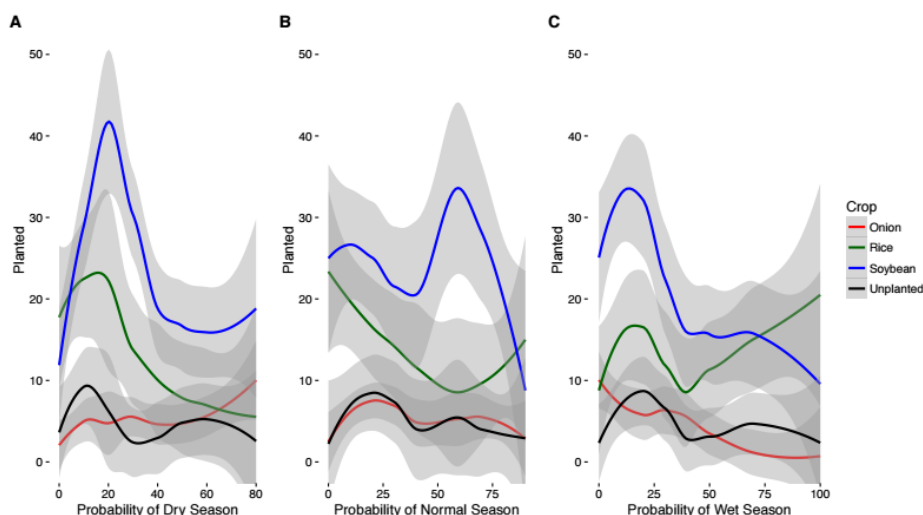 A
B
C
50
40
30
20
10
0
Planted
0
20
40
60
80
Probability of Dry Season
50
40
30
20
10
0
Planted
0
25
50
75
Probability of Normal Season
50
40
30
20
10
0
Planted
0
25
50
75
100
Probability of Wet Season
Crop
Onion
Rice
Soybean
Unplanted